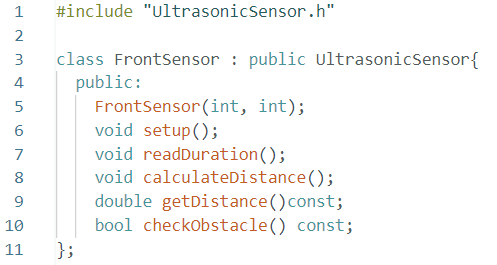 1 #include "UltrasonicSensor.h"
2
3 class FrontSensor : public UltrasonicSensor{
4 public:
5 FrontSensor(int, int);
6 void setup();
7 void readDuration();
8 void calculateDistance();
9 double getDistance()const;
10 bool checkObstacle() const;
11 };